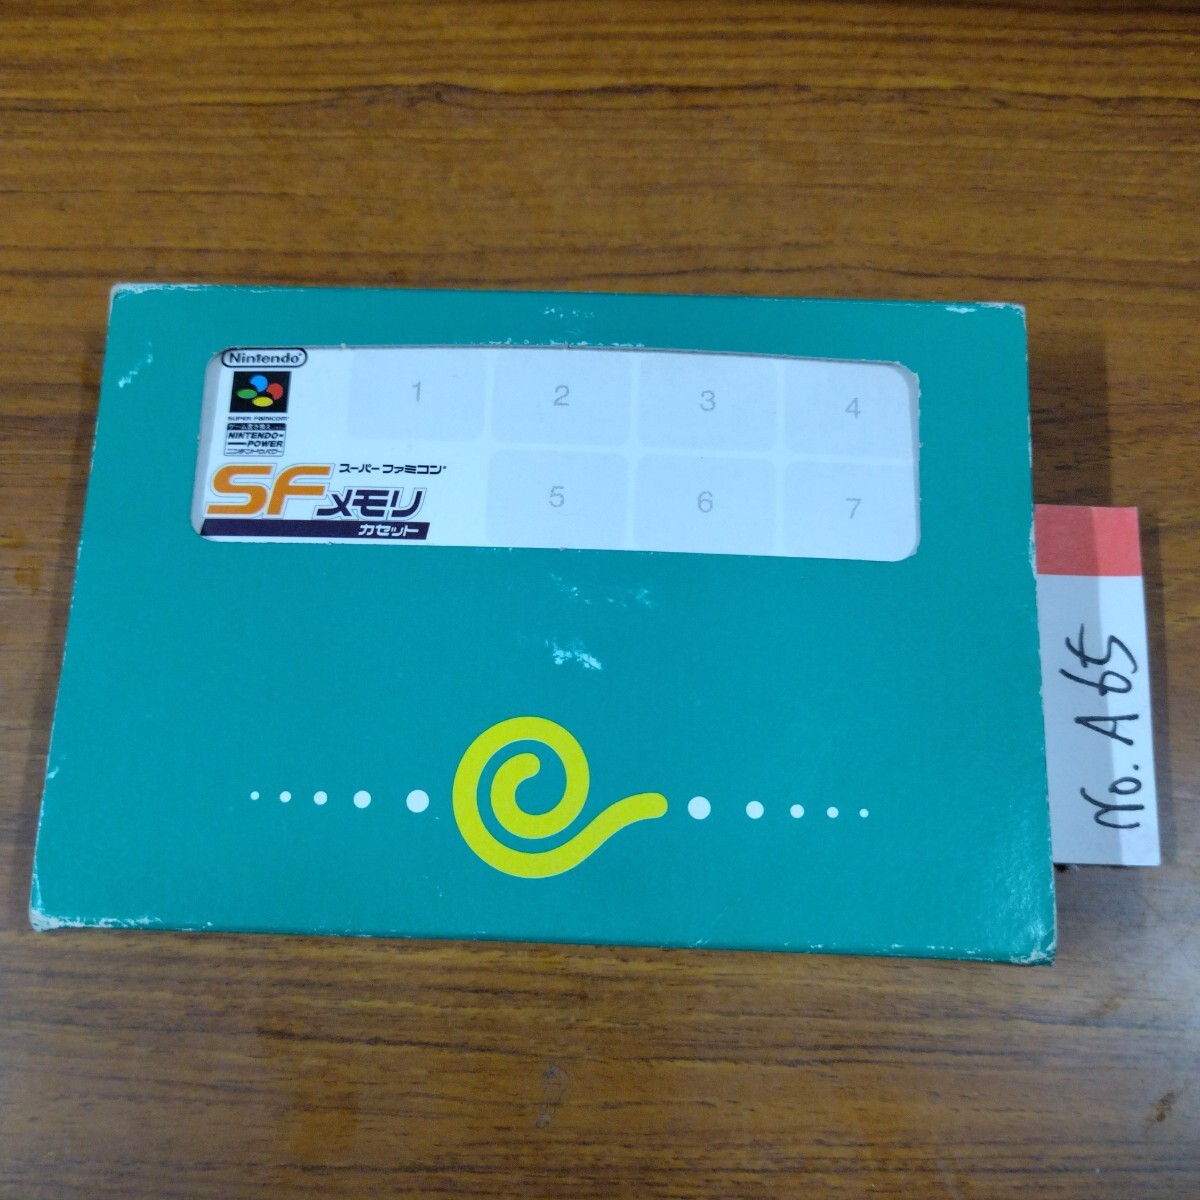 Nintendo®
SUPER FAMICOM™
ゲーム書き換え
NINTENDO-
POWER
ニンテンドウパワー
スーパーファミコン®
SFメモリ
カセット
1
2
3
4
5
6
7
No. A 65